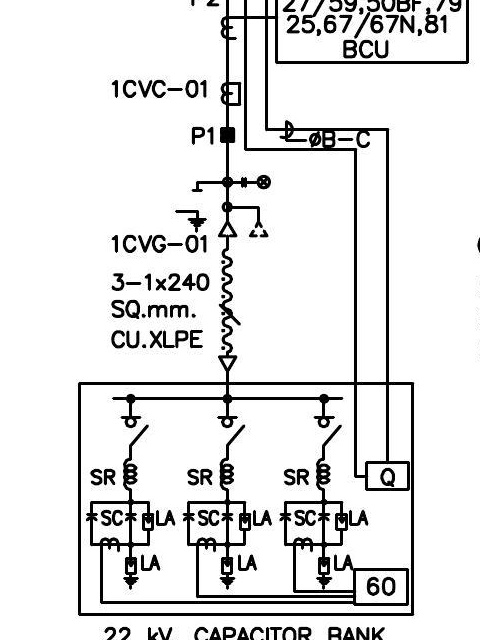 P2
27/59,50BF,79
25,67/67N,81
BCU
1CVC-01
P1
ØB-C
1CVG-01
3-1x240
SQ.mm.
CU.XLPE
SR SR SR Q
SC LA SC LA SC LA
LA LA LA
60
22 kV. CAPACITOR BANK